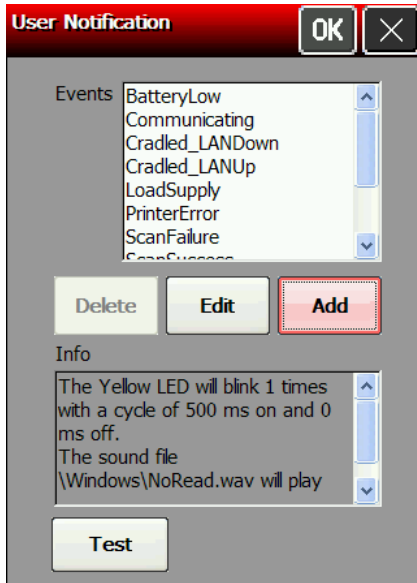 User Notification OK
Events
BatteryLow
Communicating
Cradled_LANDown
Cradled_LANUp
LoadSupply
PrinterError
ScanFailure
ScanSuccess
Delete Edit Add
Info
The Yellow LED will blink 1 times
with a cycle of 500 ms on and 0
ms off.
The sound file
\Windows\NoRead.wav will play
Test